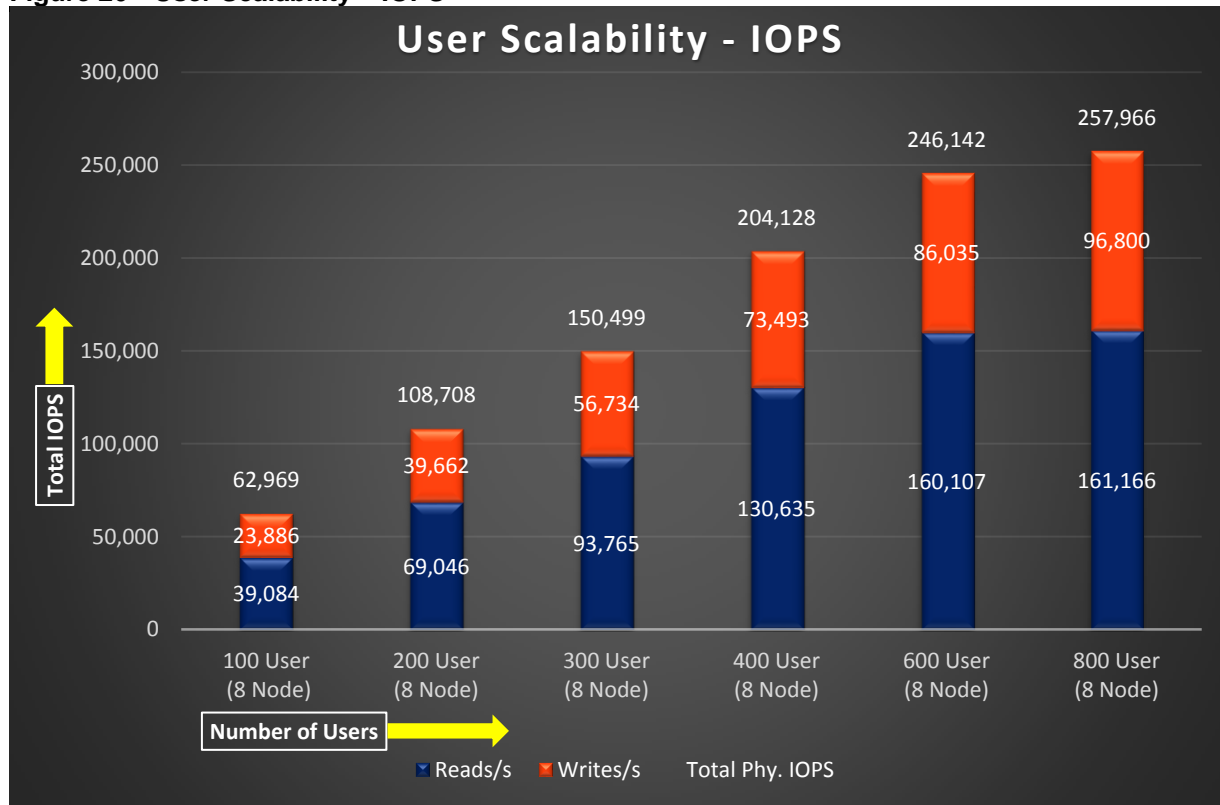 User Scalability - IOPS
300,000
250,000
200,000
150,000
100,000
50,000
0
Total IOPS
62,969
23,886
39,084
108,708
39,662
69,046
150,499
56,734
93,765
204,128
73,493
130,635
246,142
86,035
160,107
257,966
96,800
161,166
100 User
(8 Node)
200 User
(8 Node)
300 User
(8 Node)
400 User
(8 Node)
600 User
(8 Node)
800 User
(8 Node)
Number of Users
Reads/s Writes/s Total Phy. IOPS